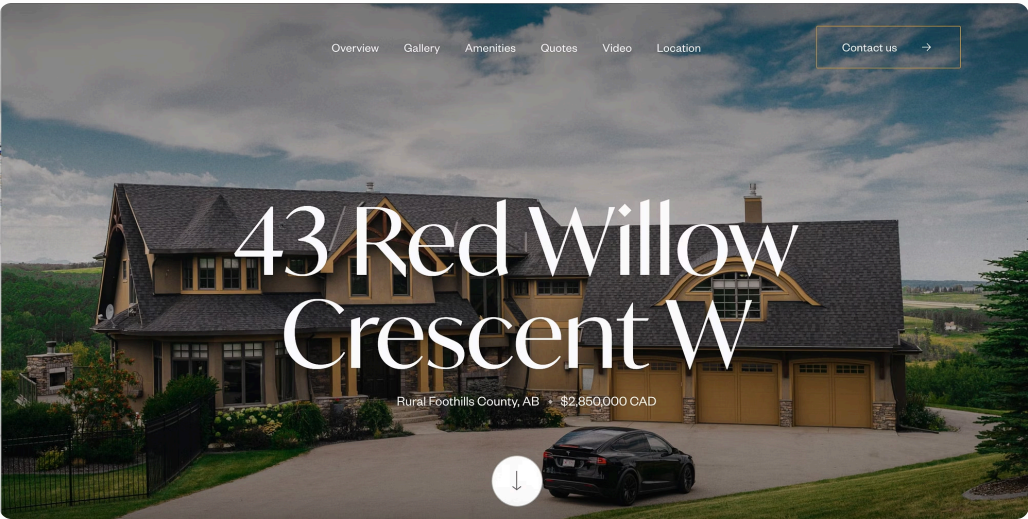 Overview Gallery Amenities Quotes Video Location Contact us →
43 Red Willow
Crescent W
Rural Foothills County, AB • $2,850,000 CAD